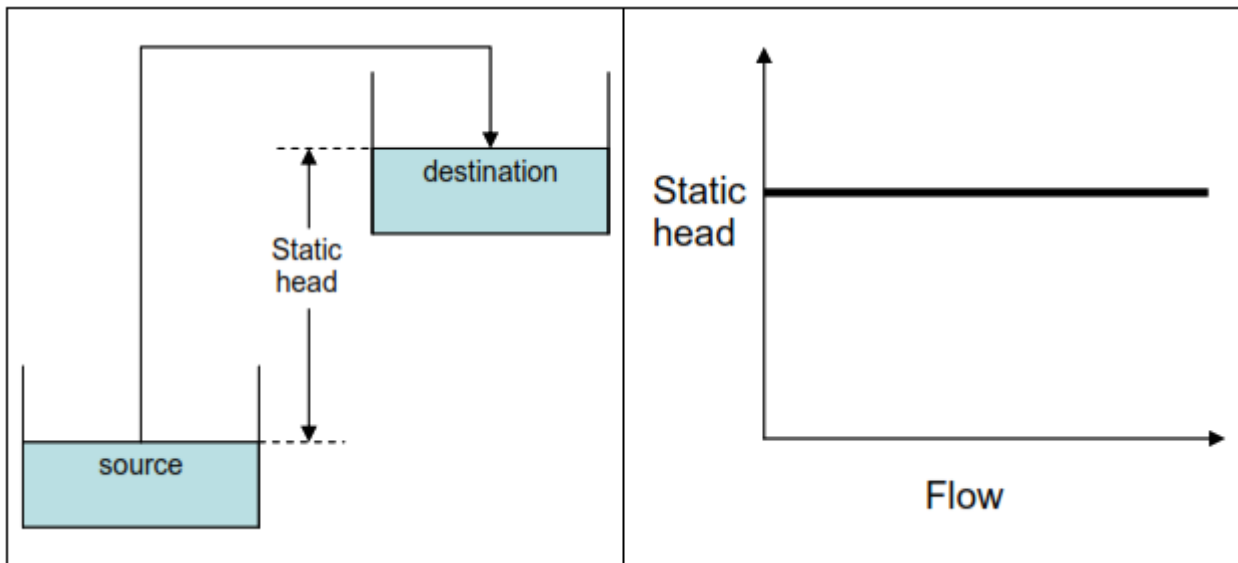 destination
Static
head
source
Static
head
Flow